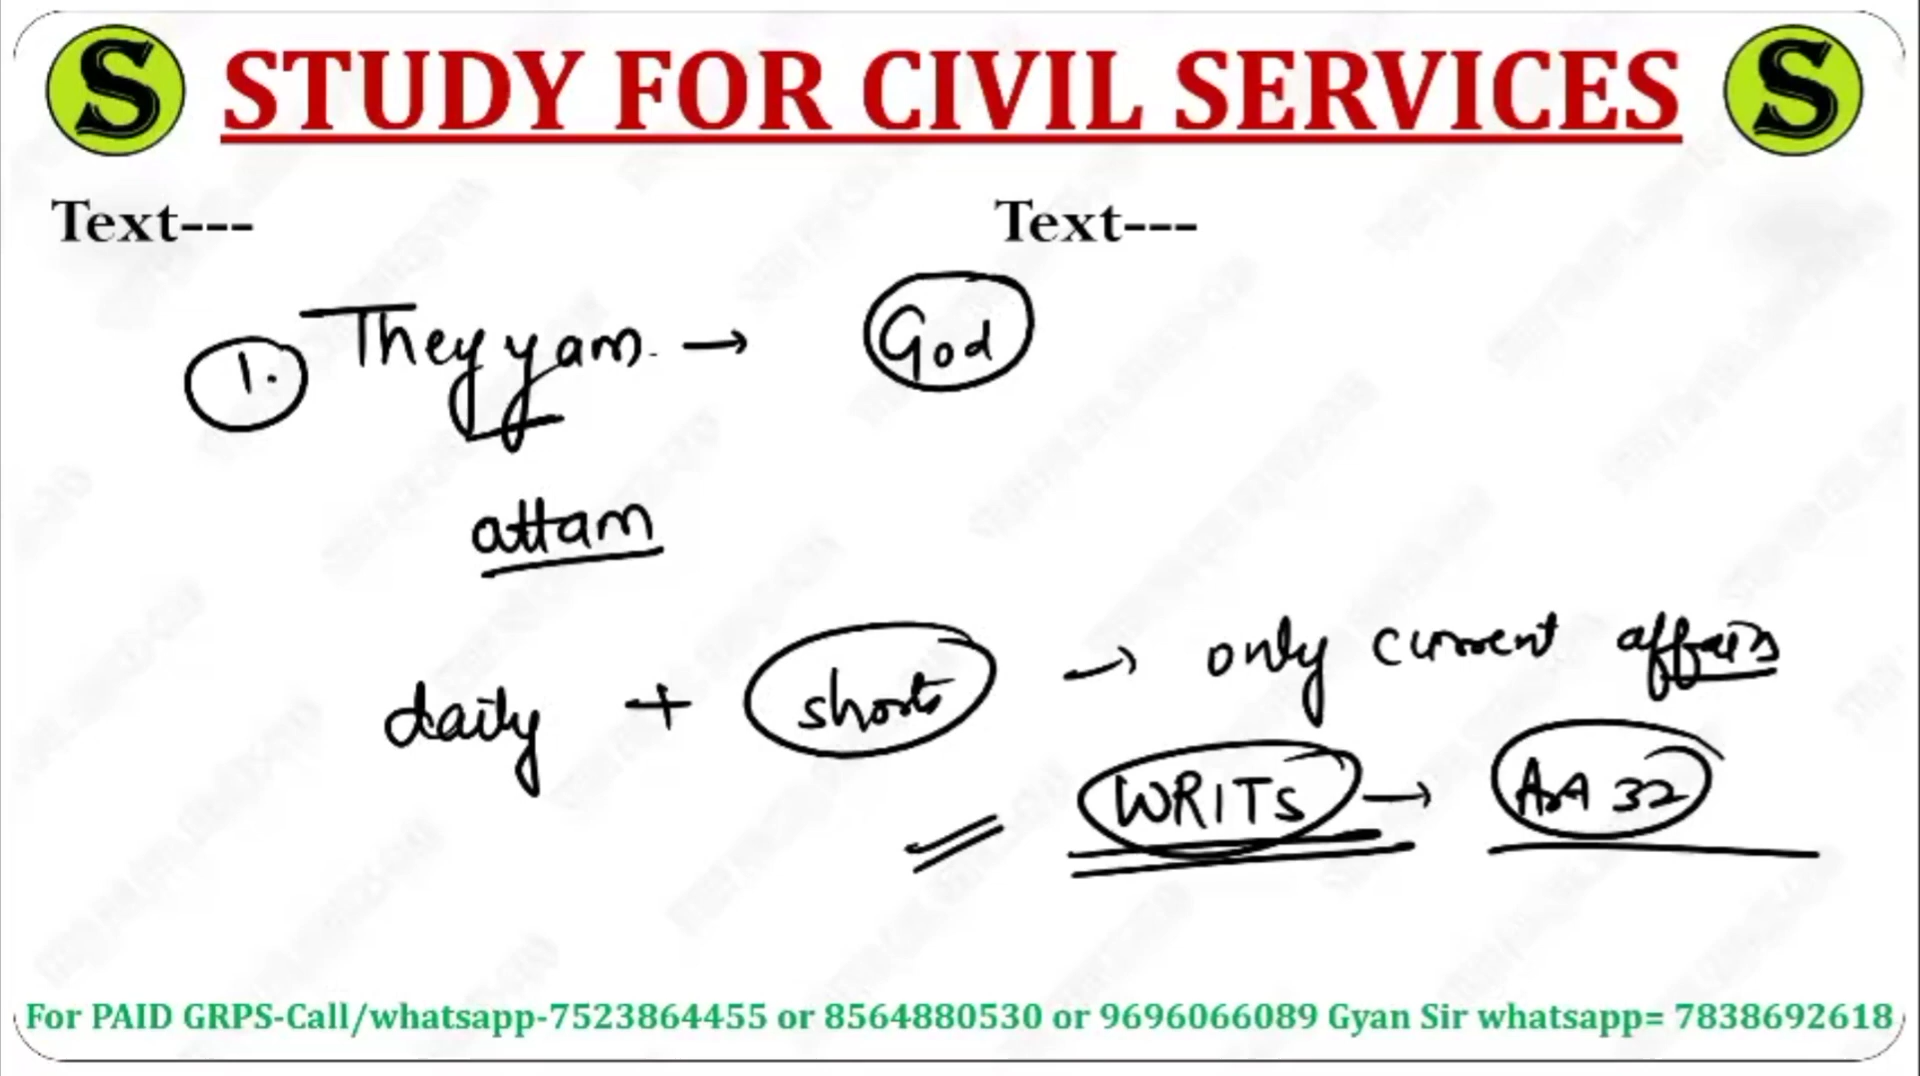 S STUDY FOR CIVIL SERVICES S
Text--- Text---
1. Theyyam → God
attam
daily + shorts → only current affairs
WRITs → Art 32
For PAID GRPS-Call/whatsapp-7523864455 or 8564880530 or 9696066089 Gyan Sir whatsapp= 7838692618